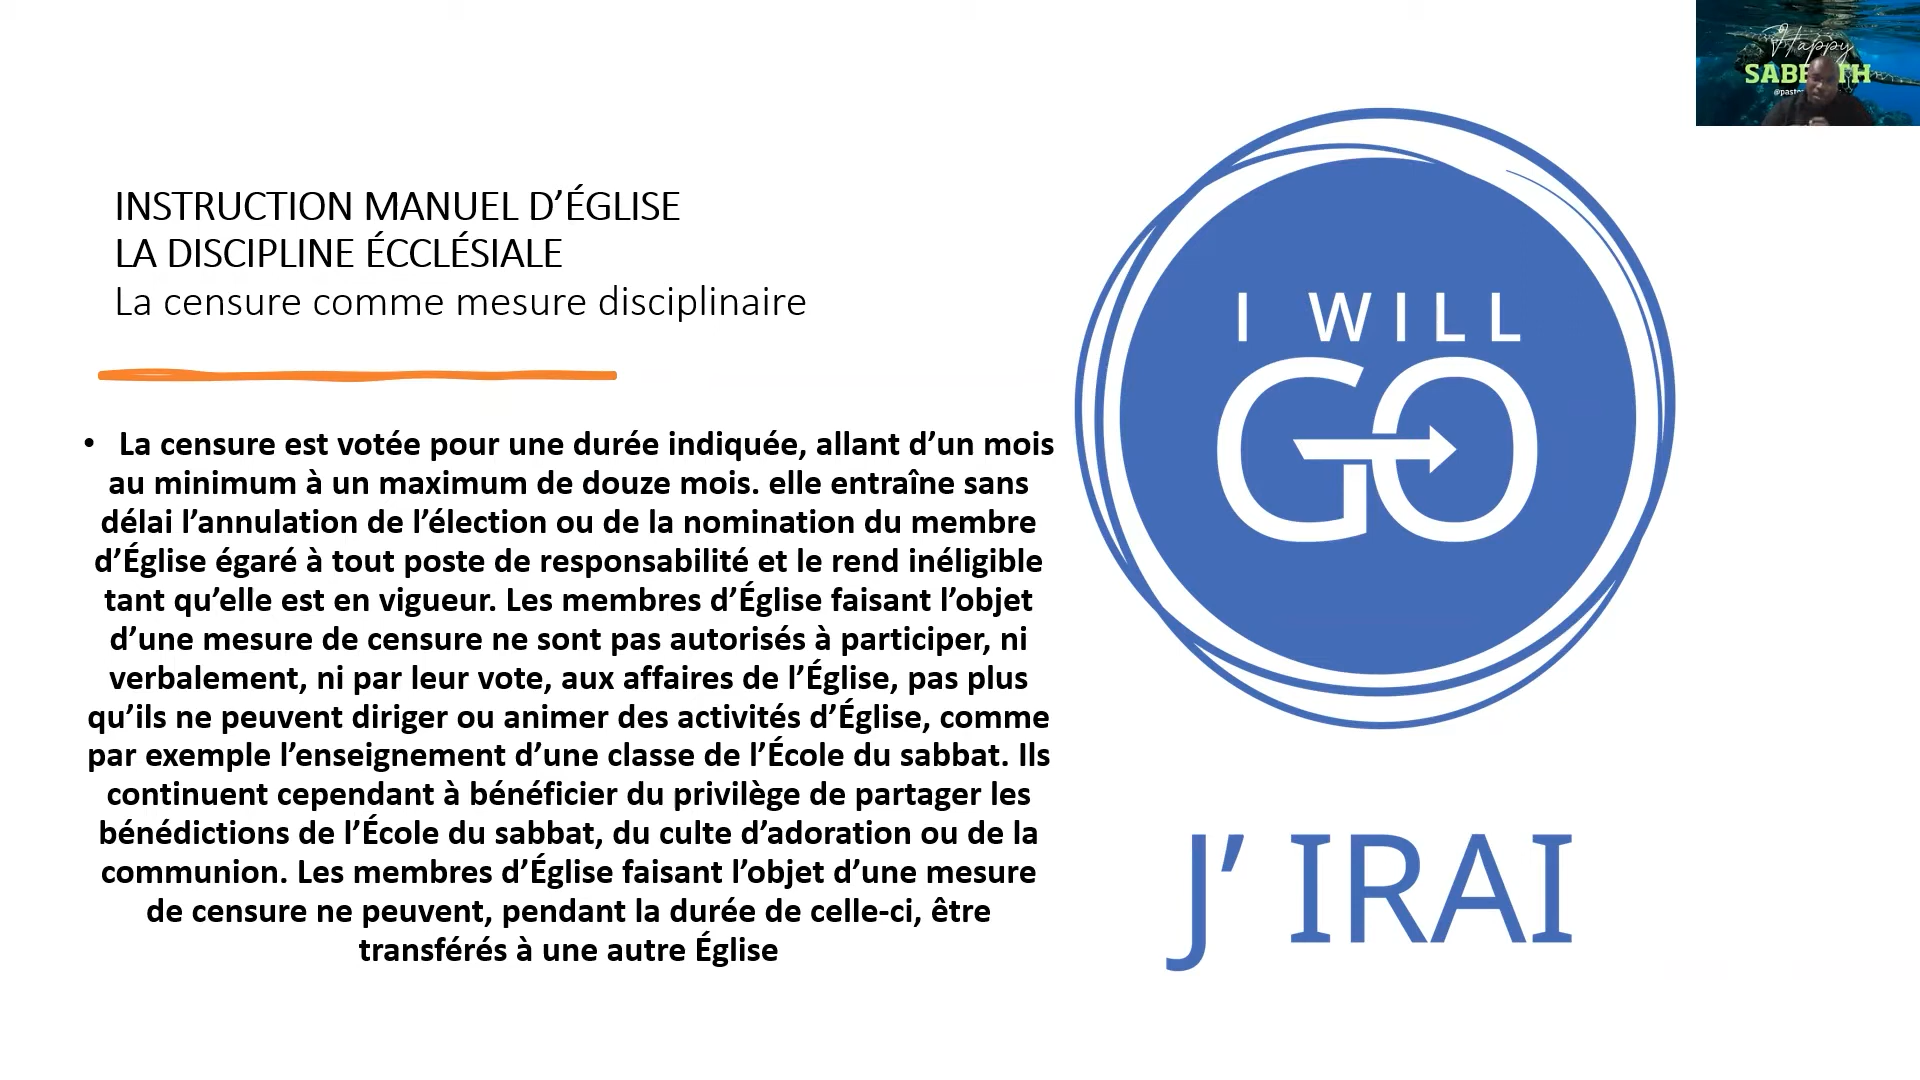 Happy
SABBATH
INSTRUCTION MANUEL D’ÉGLISE
LA DISCIPLINE ÉCCLÉSIALE
La censure comme mesure disciplinaire
• La censure est votée pour une durée indiquée, allant d’un mois
au minimum à un maximum de douze mois. elle entraîne sans
délai l’annulation de l’élection ou de la nomination du membre
d’Église égaré à tout poste de responsabilité et le rend inéligible
tant qu’elle est en vigueur. Les membres d’Église faisant l’objet
d’une mesure de censure ne sont pas autorisés à participer, ni
verbalement, ni par leur vote, aux affaires de l’Église, pas plus
qu’ils ne peuvent diriger ou animer des activités d’Église, comme
par exemple l’enseignement d’une classe de l’École du sabbat. Ils
continuent cependant à bénéficier du privilège de partager les
bénédictions de l’École du sabbat, du culte d’adoration ou de la
communion. Les membres d’Église faisant l’objet d’une mesure
de censure ne peuvent, pendant la durée de celle-ci, être
transférés à une autre Église
I WILL
GO
J’ IRAI